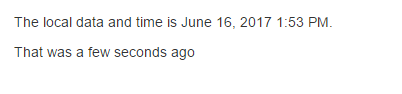 The local data and time is June 16, 2017 1:53 PM.
That was a few seconds ago